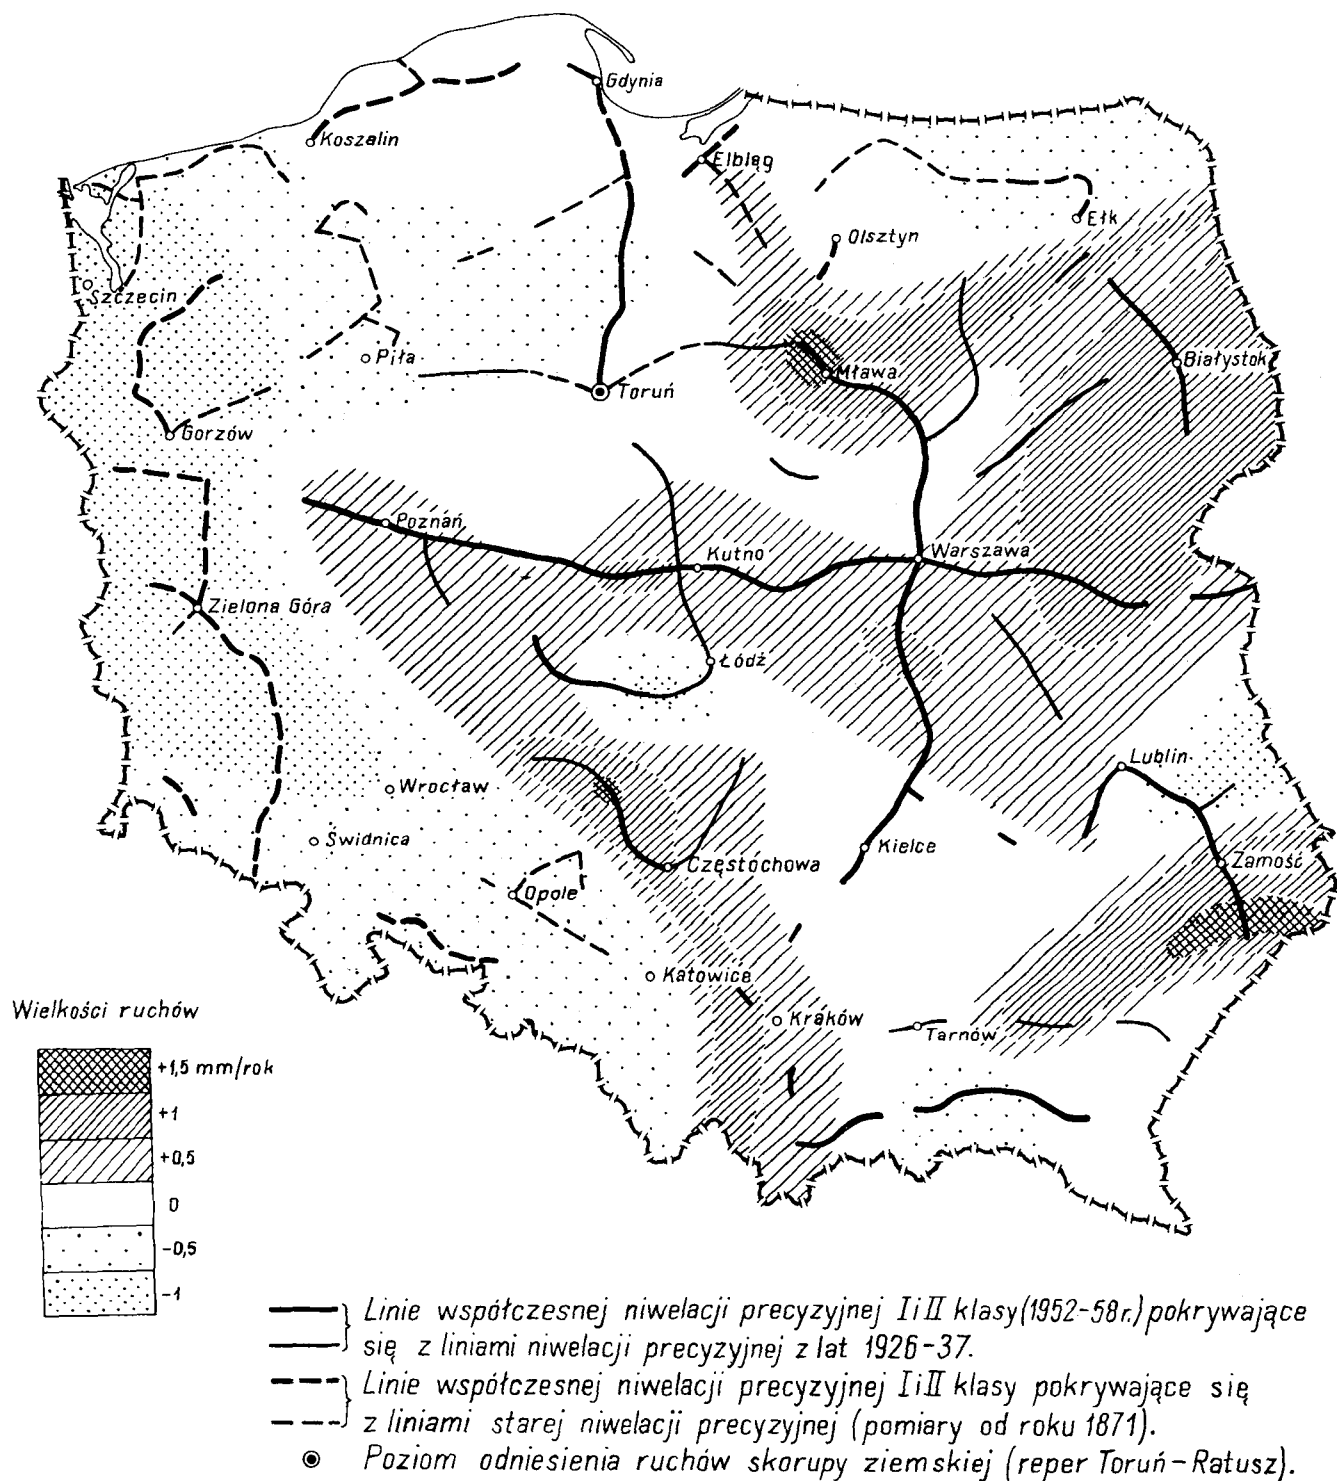 Gdynia
Koszalin
Elbląg
Ełk
Olsztyn
Szczecin
Piła
Mława
Białystok
Toruń
Gorzów
Poznań
Kutno
Warszawa
Zielona Góra
Łódź
Lublin
Wrocław
Świdnica
Kielce
Zamość
Częstochowa
Opole
Katowice
Kraków
Tarnów
Wielkości ruchów
+1,5 mm/rok
+1
+0,5
0
-0,5
-1
Linie współczesnej niwelacji precyzyjnej I i II klasy (1952-58r.) pokrywające
się z liniami niwelacji precyzyjnej z lat 1926-37.
Linie współczesnej niwelacji precyzyjnej I i II klasy pokrywające się
z liniami starej niwelacji precyzyjnej (pomiary od roku 1871).
Poziom odniesienia ruchów skorupy ziemskiej (reper Toruń-Ratusz).